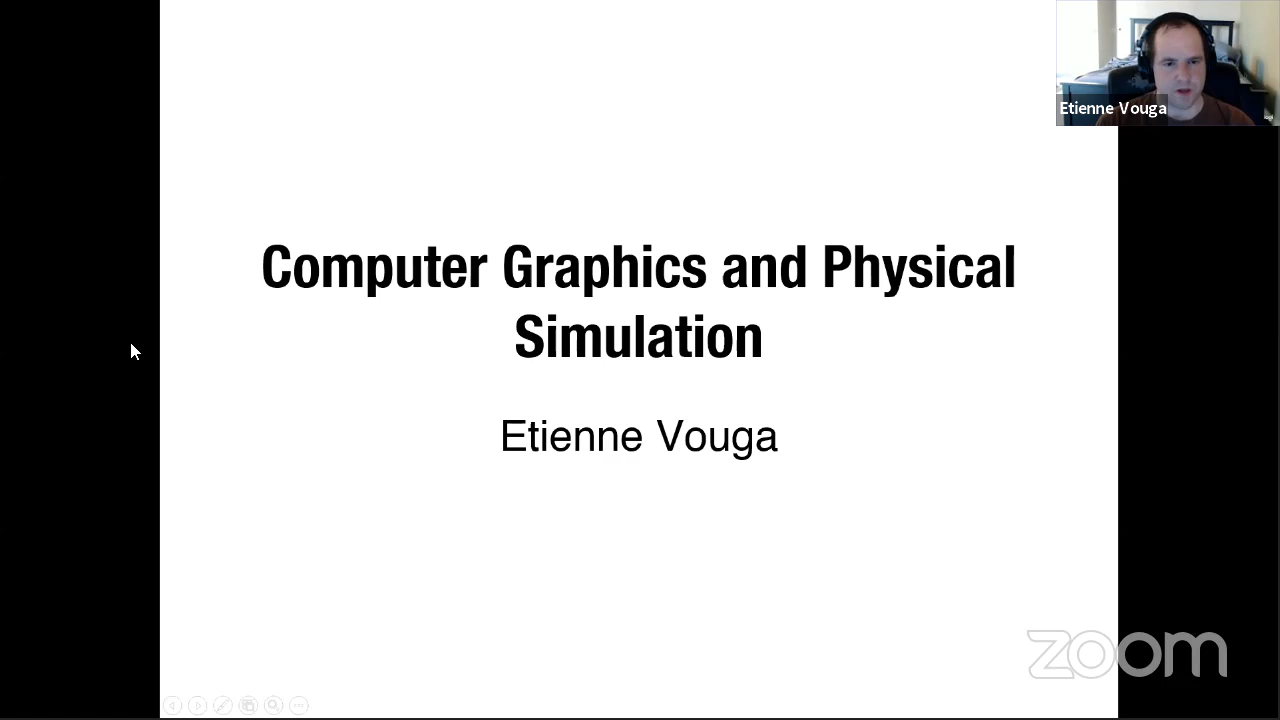 Etienne Vouga
Computer Graphics and Physical
Simulation
Etienne Vouga
zoom